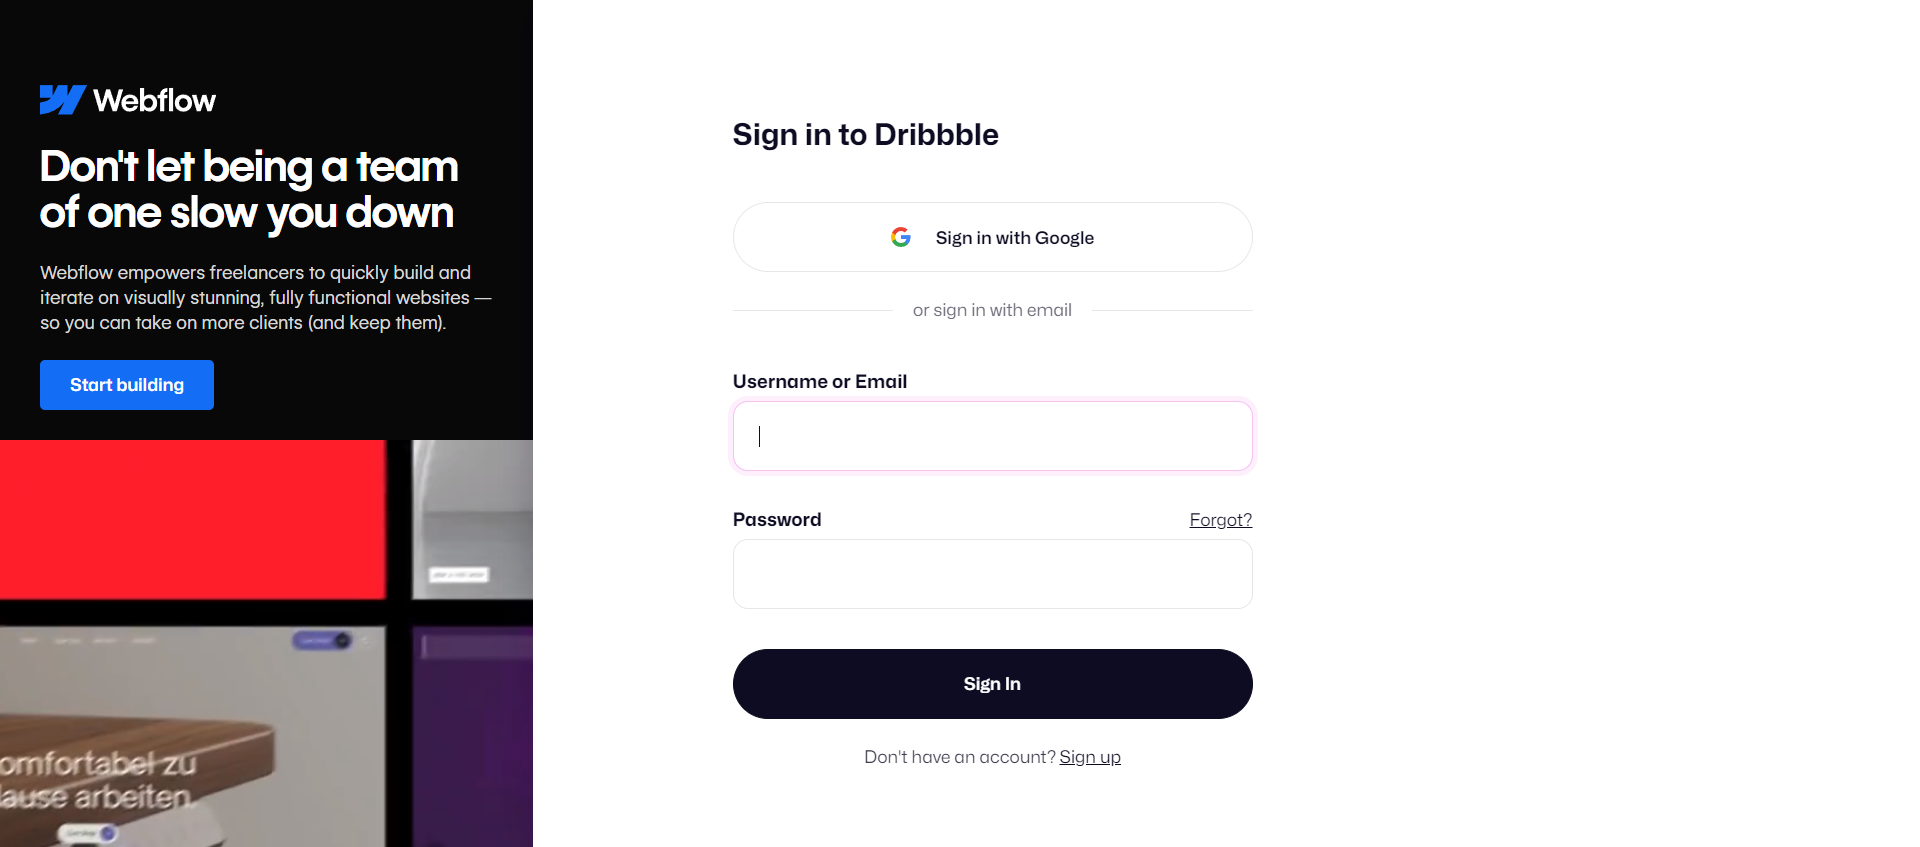 Webflow
Don't let being a team
of one slow you down
Webflow empowers freelancers to quickly build and
iterate on visually stunning, fully functional websites —
so you can take on more clients (and keep them).
Start building
omfortabel zu
ause arbeiten.
Sign in to Dribbble
Sign in with Google
or sign in with email
Username or Email
Password
Forgot?
Sign In
Don't have an account? Sign up